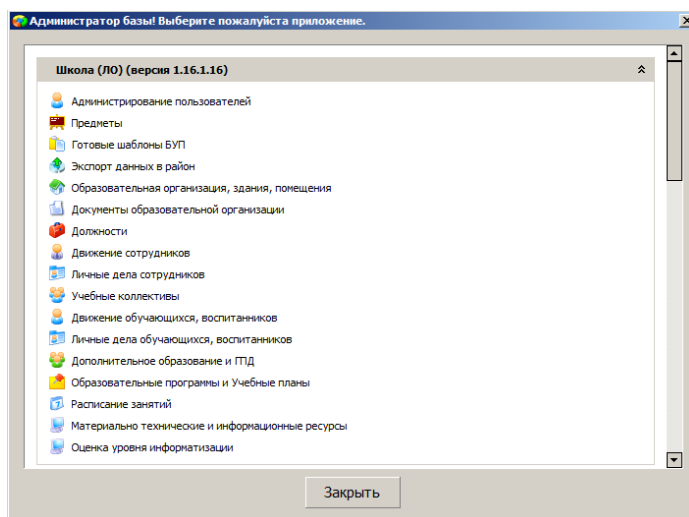 Администратор базы! Выберите пожалуйста приложение.
Школа (ЛО) (версия 1.16.1.16)
Администрирование пользователей
Предметы
Готовые шаблоны БУП
Экспорт данных в район
Образовательная организация, здания, помещения
Документы образовательной организации
Должности
Движение сотрудников
Личные дела сотрудников
Учебные коллективы
Движение обучающихся, воспитанников
Личные дела обучающихся, воспитанников
Дополнительное образование и ГПД
Образовательные программы и Учебные планы
Расписание занятий
Материально технические и информационные ресурсы
Оценка уровня информатизации
Закрыть